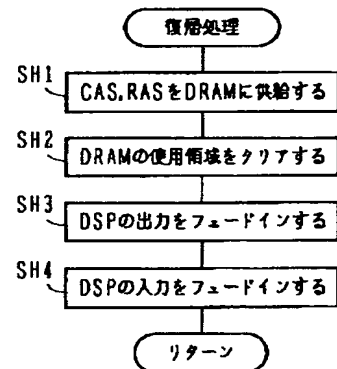 復帰処理
SH1
CAS,RASをDRAMに供給する
SH2
DRAMの使用領域をクリアする
SH3
DSPの出力をフェードインする
SH4
DSPの入力をフェードインする
リターン